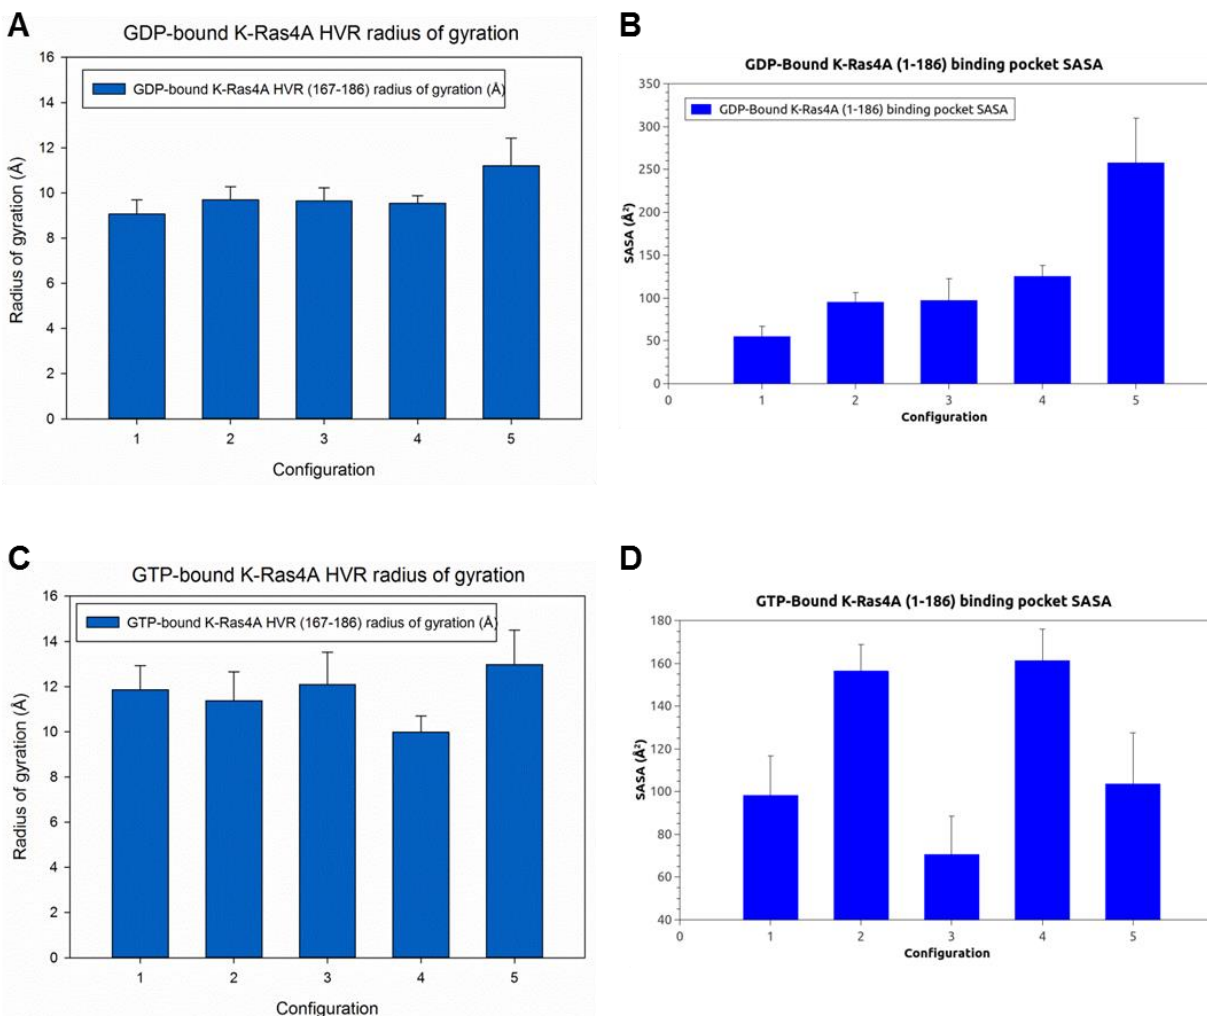 A
GDP-bound K-Ras4A HVR radius of gyration
GDP-bound K-Ras4A HVR (167-186) radius of gyration (Å)
Radius of gyration (Å)
16
14
12
10
8
6
4
2
0
1 2 3 4 5
Configuration
B
GDP-Bound K-Ras4A (1-186) binding pocket SASA
GDP-Bound K-Ras4A (1-186) binding pocket SASA
SASA (Å²)
350
300
250
200
150
100
50
0
0 1 2 3 4 5
Configuration
C
GTP-bound K-Ras4A HVR radius of gyration
GTP-bound K-Ras4A HVR (167-186) radius of gyration (Å)
Radius of gyration (Å)
16
14
12
10
8
6
4
2
0
1 2 3 4 5
Configuration
D
GTP-Bound K-Ras4A (1-186) binding pocket SASA
SASA (Å²)
180
160
140
120
100
80
60
40
0 1 2 3 4 5
Configuration